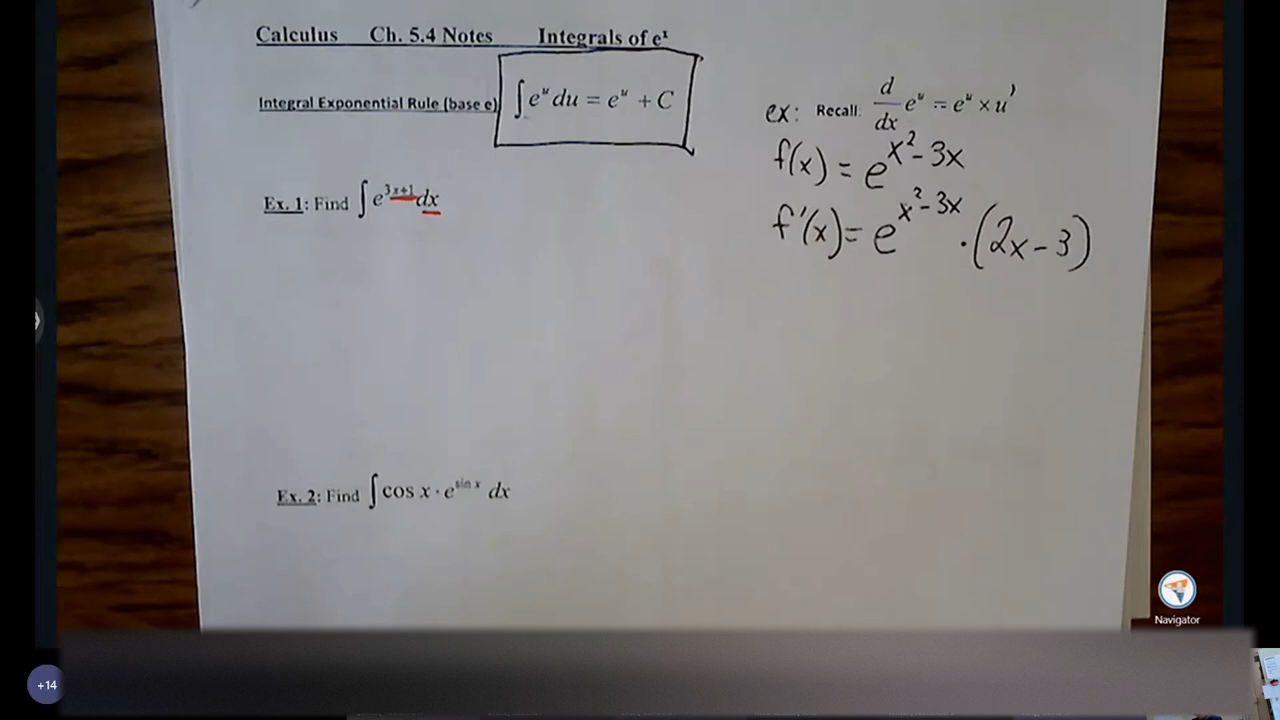 Calculus Ch. 5.4 Notes Integrals of eˣ
Integral Exponential Rule (base e) ∫ eᵘ du = eᵘ + C
ex: Recall: d/dx eᵘ = eᵘ × u'
f(x) = e^(x² - 3x)
f'(x) = e^(x² - 3x) · (2x - 3)
Ex. 1: Find ∫ e^(3x+1) dx
Ex. 2: Find ∫ cos x · e^(sin x) dx
Navigator
+14